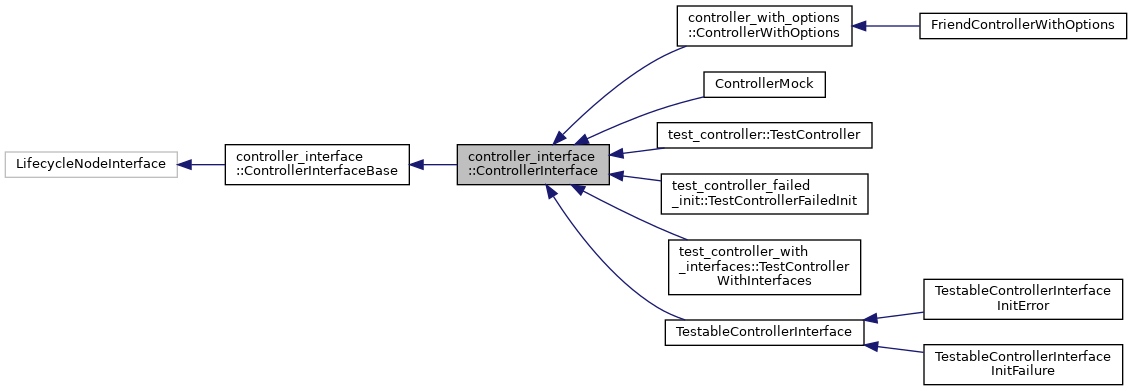 LifecycleNodeInterface
controller_interface
::ControllerInterfaceBase
controller_interface
::ControllerInterface
controller_with_options
::ControllerWithOptions
FriendControllerWithOptions
ControllerMock
test_controller::TestController
test_controller_failed
_init::TestControllerFailedInit
test_controller_with
_interfaces::TestController
WithInterfaces
TestableControllerInterface
TestableControllerInterface
InitError
TestableControllerInterface
InitFailure